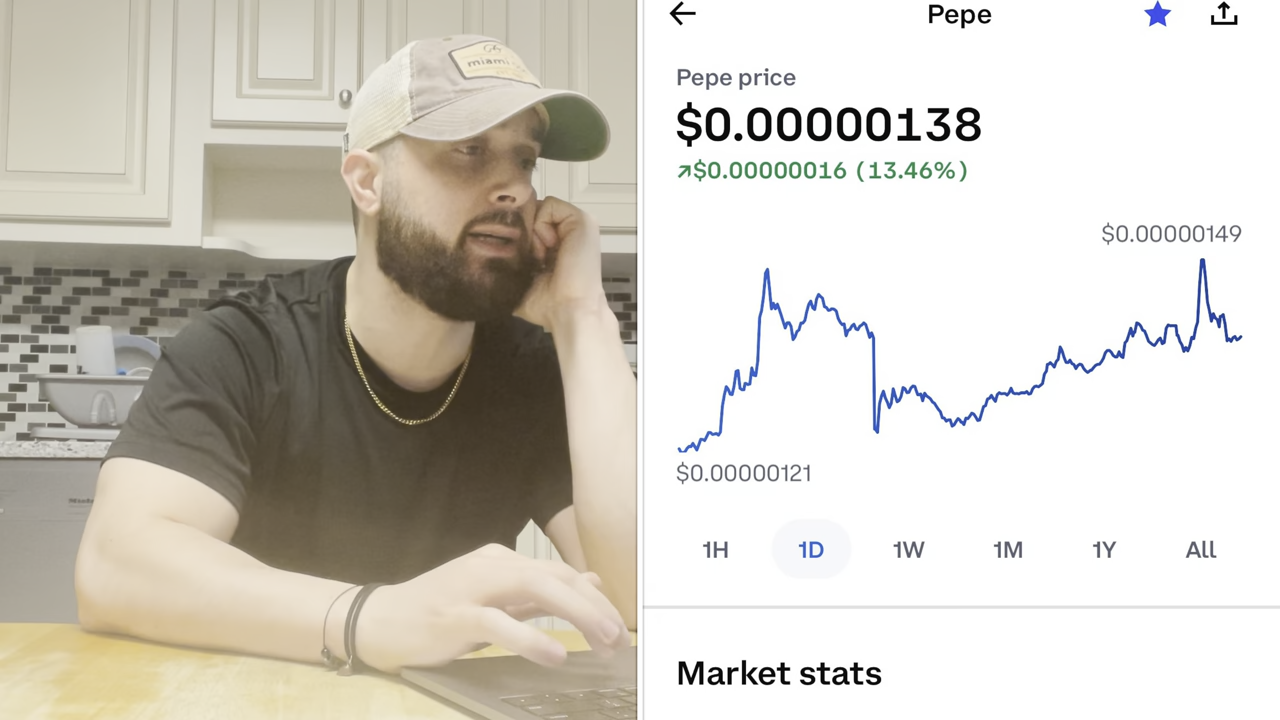 miami
Pepe
Pepe price
$0.00000138
↗$0.00000016 (13.46%)
$0.00000149
$0.00000121
1H 1D 1W 1M 1Y All
Market stats